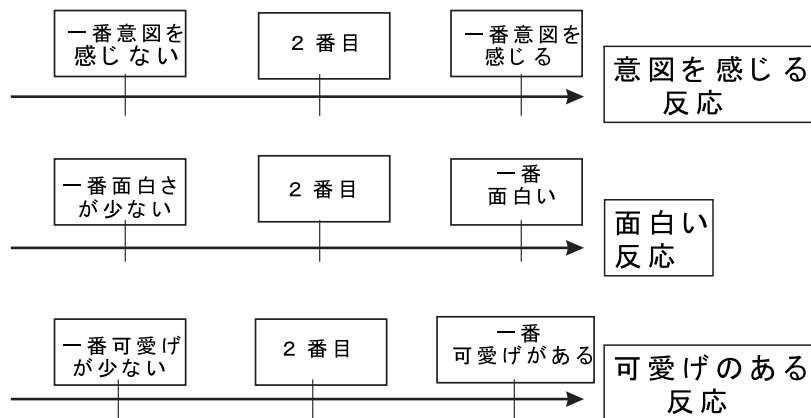 一番意図を
感じない
2番目
一番意図を
感じる
意図を感じる
反応
一番面白さ
が少ない
2番目
一番
面白い
面白い
反応
一番可愛げ
が少ない
2番目
一番
可愛げがある
可愛げのある
反応